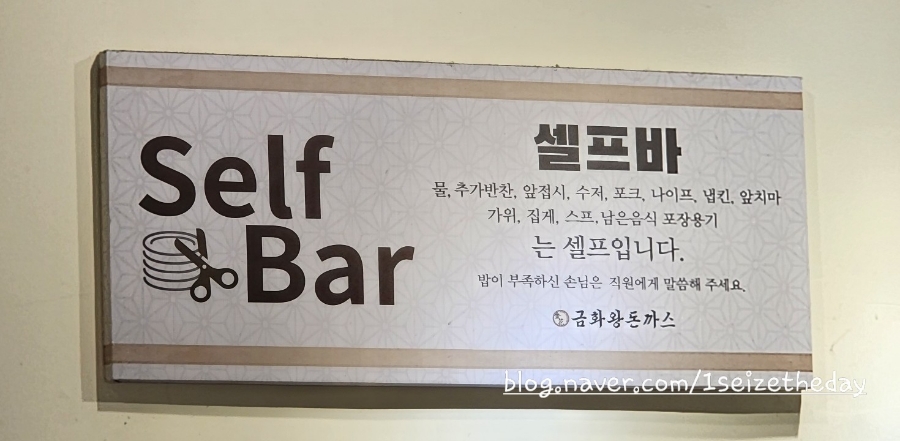 Self
Bar
셀프바
물, 추가반찬, 앞접시, 수저, 포크, 나이프, 냅킨, 앞치마
가위, 집게, 스프, 남은음식 포장용기
는 셀프입니다.
밥이 부족하신 손님은 직원에게 말씀해 주세요.
금화왕돈까스
blog.naver.com/1seizetheday